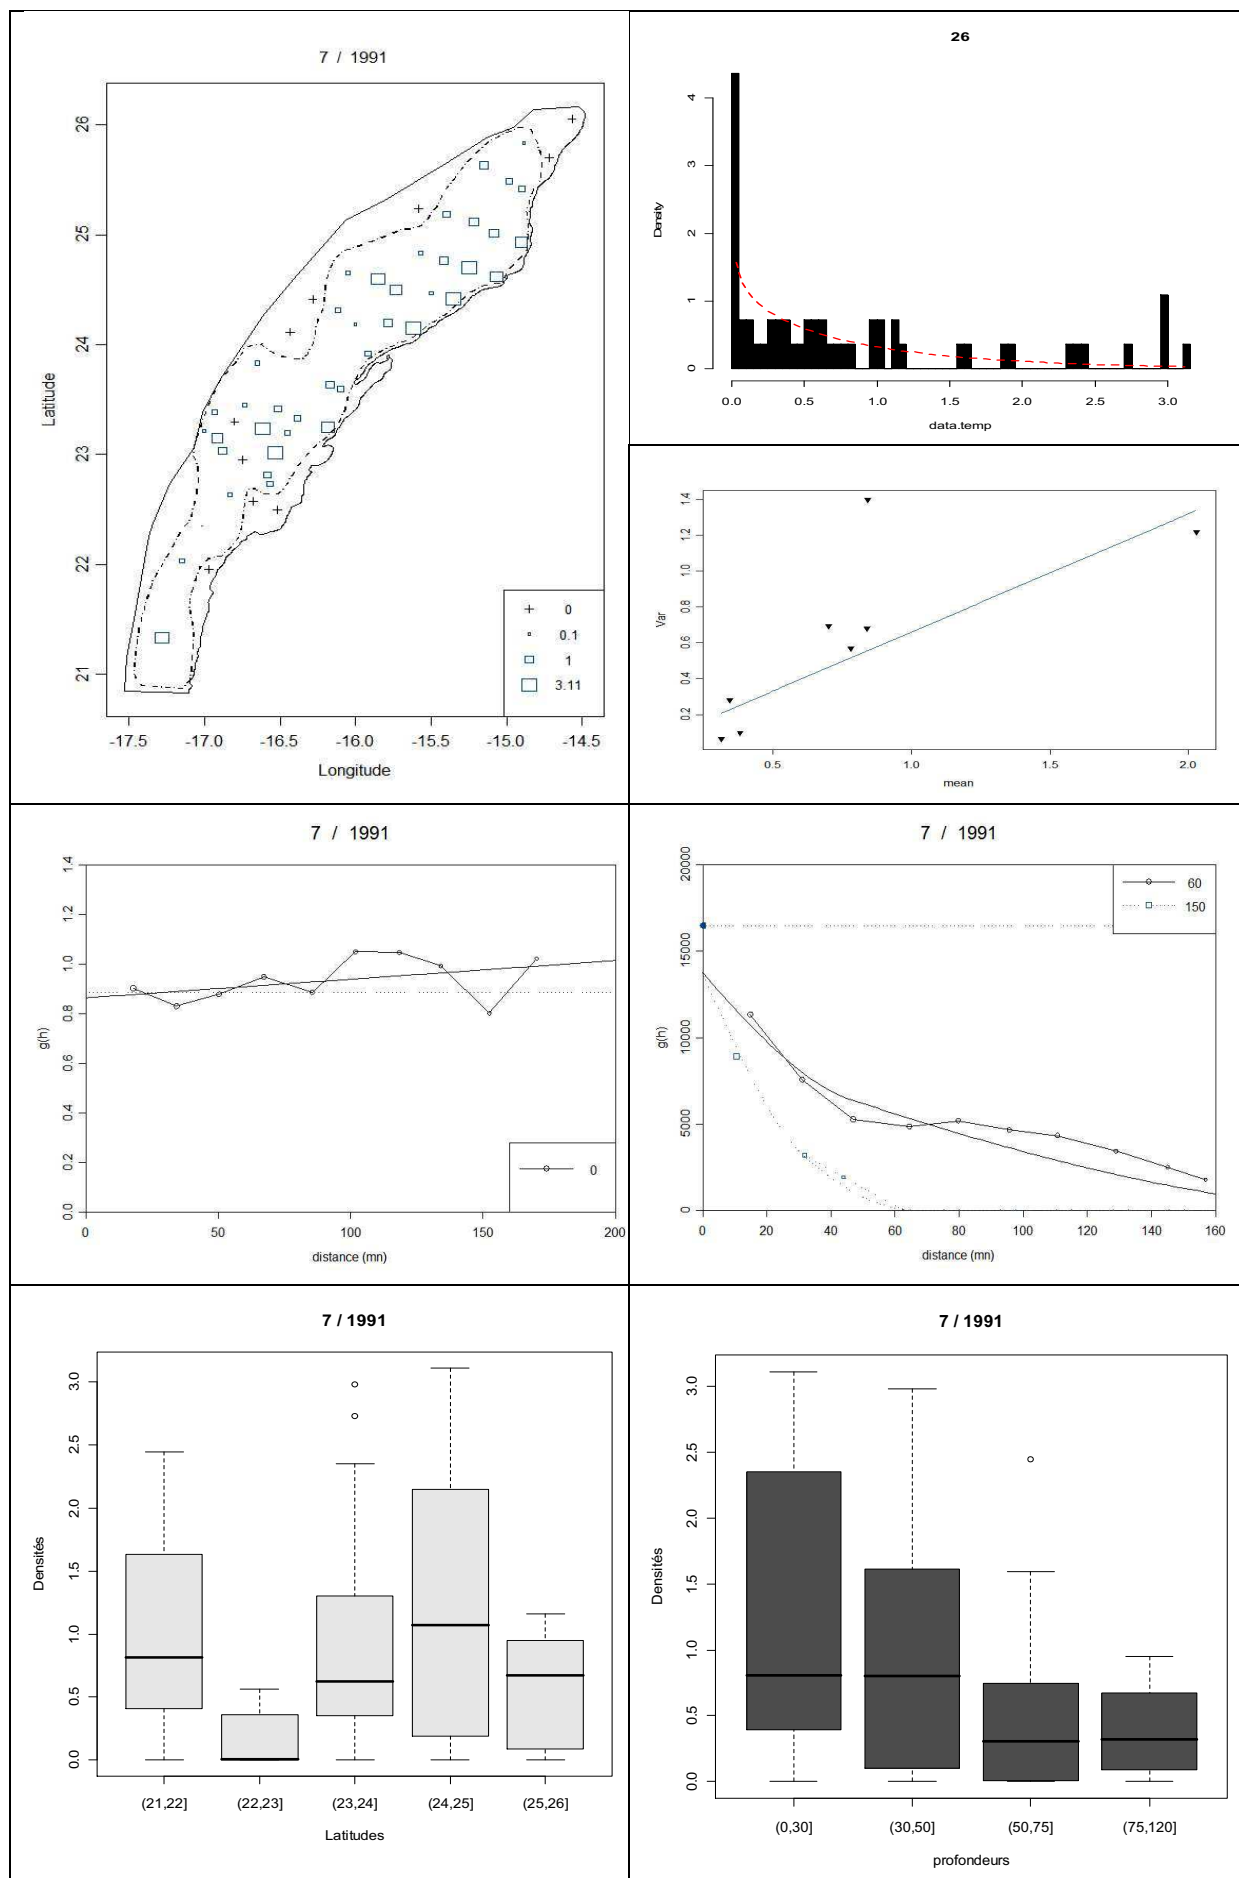 7 / 1991
Latitude
26
25
24
23
22
21
0
0.1
1
3.11
-17.5 -17.0 -16.5 -16.0 -15.5 -15.0 -14.5
Longitude
26
Density
4
3
2
1
0
0.0 0.5 1.0 1.5 2.0 2.5 3.0
data.temp
Var
1.4
1.2
1.0
0.8
0.6
0.4
0.2
0.5 1.0 1.5 2.0
mean
7 / 1991
g(h)
1.4
1.2
1.0
0.8
0.6
0.4
0.2
0.0
0
0 50 100 150 200
distance (mn)
7 / 1991
g(h)
20000
15000
10000
5000
0
60
150
0 20 40 60 80 100 120 140 160
distance (mn)
7 / 1991
Densités
3.0
2.5
2.0
1.5
1.0
0.5
0.0
(21,22] (22,23] (23,24] (24,25] (25,26]
Latitudes
7 / 1991
Densités
3.0
2.5
2.0
1.5
1.0
0.5
0.0
(0,30] (30,50] (50,75] (75,120]
profondeurs